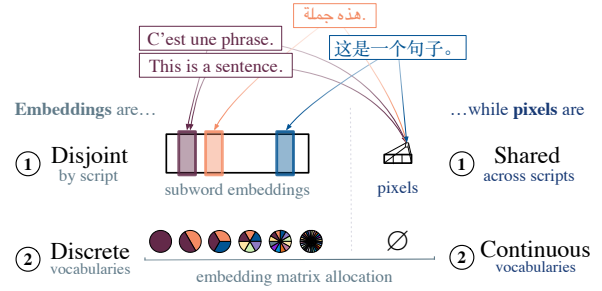 هذه جملة.
C'est une phrase.
这是一个句子。
This is a sentence.
Embeddings are…
…while pixels are
1 Disjoint
by script
subword embeddings
pixels
1 Shared
across scripts
2 Discrete
vocabularies
∅
2 Continuous
vocabularies
embedding matrix allocation